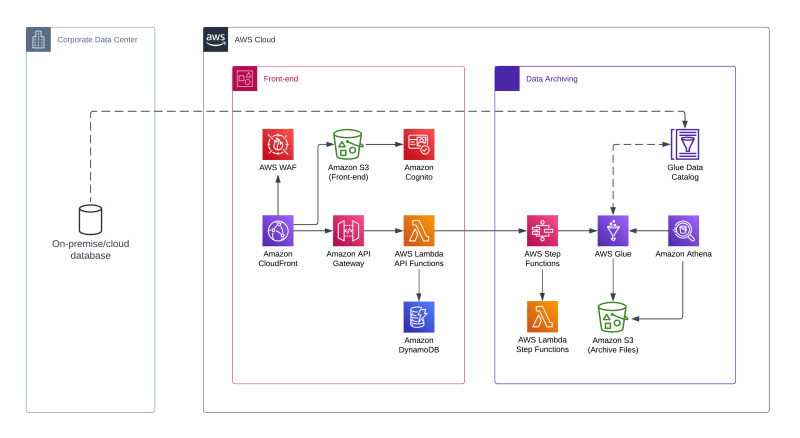 Corporate Data Center
aws
AWS Cloud
Front-end
Data Archiving
AWS WAF
Amazon S3
(Front-end)
Amazon
Cognito
Glue Data
Catalog
On-premise/cloud
database
Amazon
CloudFront
Amazon API
Gateway
AWS Lambda
API Functions
AWS Step
Functions
AWS Glue
Amazon Athena
Amazon
DynamoDB
AWS Lambda
Step Functions
Amazon S3
(Archive Files)